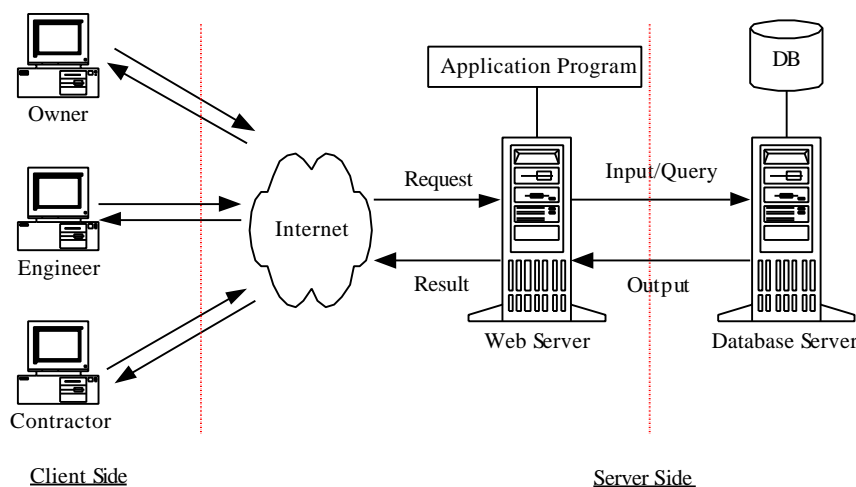 Application Program
DB
Owner
Request
Input/Query
Internet
Engineer
Result
Output
Web Server
Database Server
Contractor
Client Side
Server Side